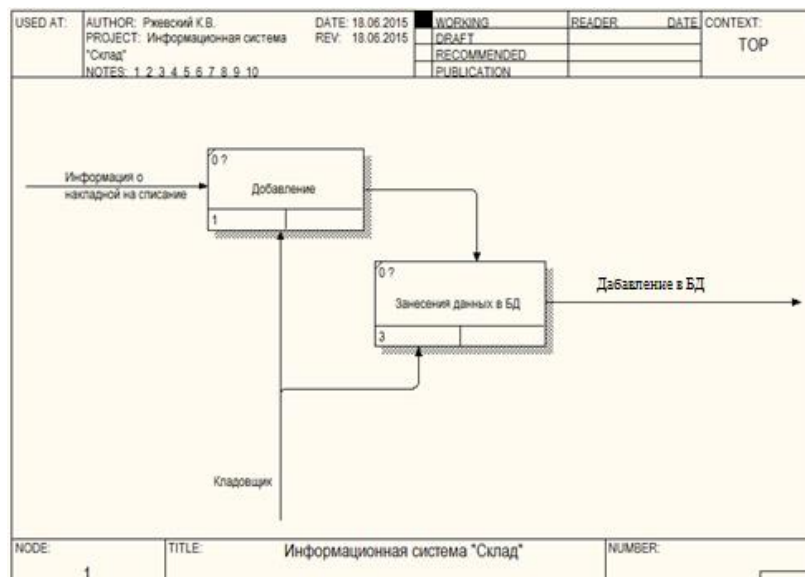 USED AT:
AUTHOR: Ржевский К.В.
DATE: 18.06.2015
WORKING
READER
DATE
CONTEXT:
PROJECT: Информационная система
REV: 18.06.2015
DRAFT
TOP
"Склад"
RECOMMENDED
NOTES: 1 2 3 4 5 6 7 8 9 10
PUBLICATION
0 ?
Информация о
накладной на списание
Добавление
1
0 ?
Дабавление в БД
Занесения данных в БД
3
Кладовщик
NODE:
TITLE:
Информационная система "Склад"
NUMBER:
1